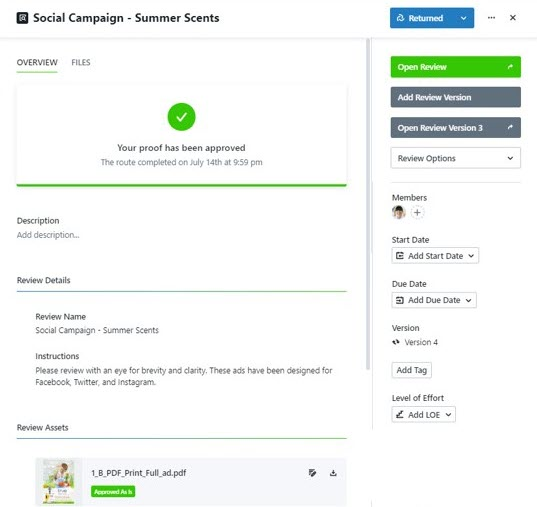 Social Campaign - Summer Scents
Returned
OVERVIEW
FILES
Your proof has been approved
The route completed on July 14th at 9:59 pm
Description
Add description...
Review Details
Review Name
Social Campaign - Summer Scents
Instructions
Please review with an eye for brevity and clarity. These ads have been designed for
Facebook, Twitter, and Instagram.
Review Assets
1_B_PDF_Print_Full_ad.pdf
Approved As Is
Open Review
Add Review Version
Open Review Version 3
Review Options
Members
Start Date
Add Start Date
Due Date
Add Due Date
Version
Version 4
Add Tag
Level of Effort
Add LOE